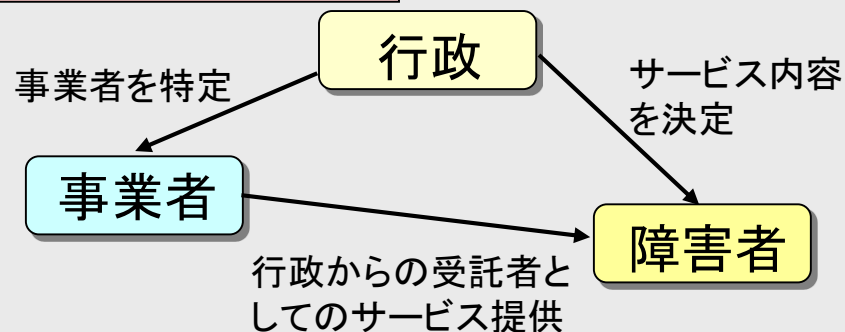 行政
事業者を特定
サービス内容
を決定
事業者
障害者
行政からの受託者と
してのサービス提供